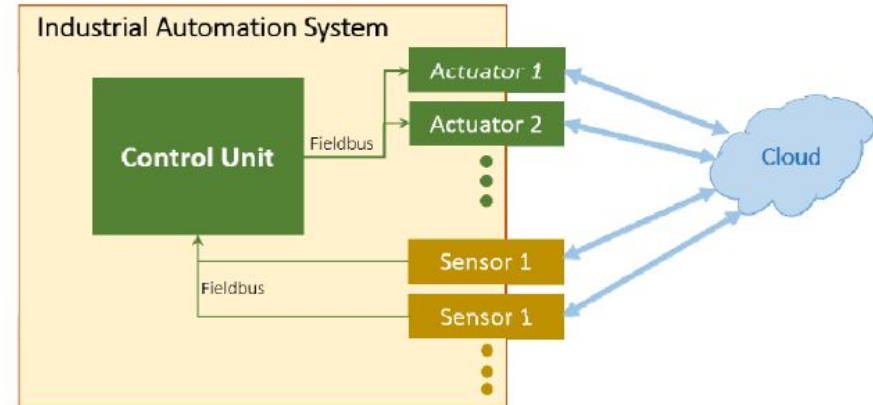 Industrial Automation System
Actuator 1
Actuator 2
Fieldbus
Control Unit
Cloud
Sensor 1
Fieldbus
Sensor 1